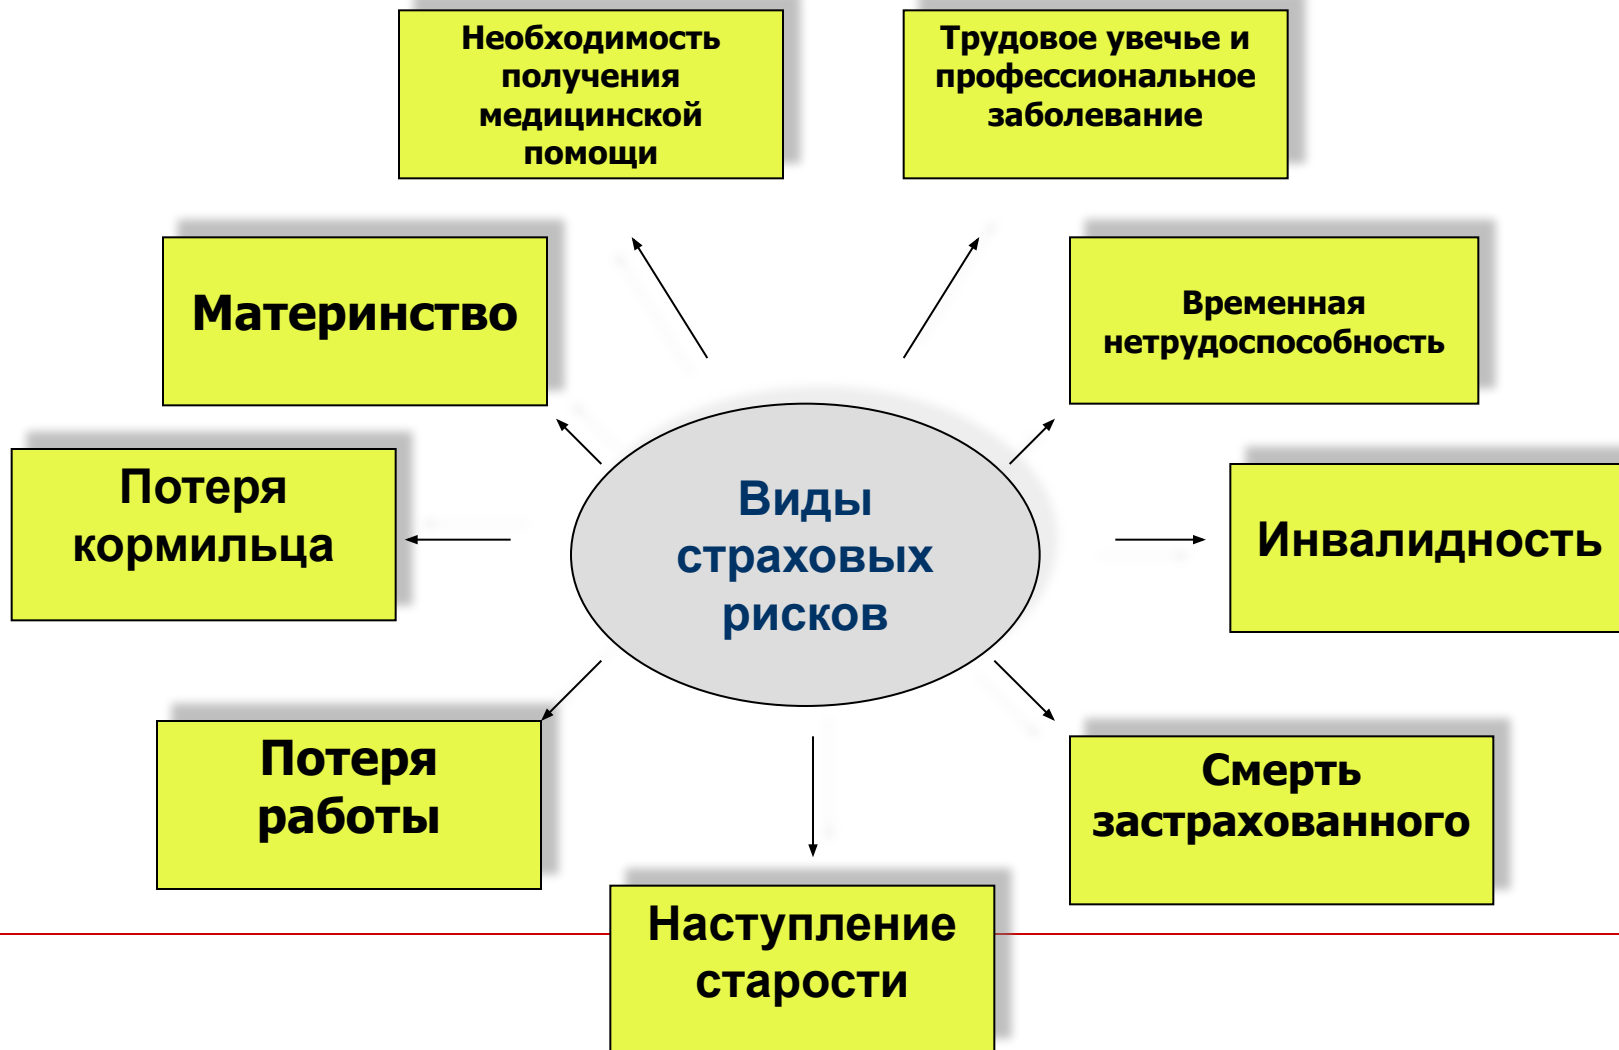 Необходимость
получения
медицинской
помощи
Трудовое увечье и
профессиональное
заболевание
Материнство
Временная
нетрудоспособность
Потеря
кормильца
Виды
страховых
рисков
Инвалидность
Потеря
работы
Смерть
застрахованного
Наступление
старости